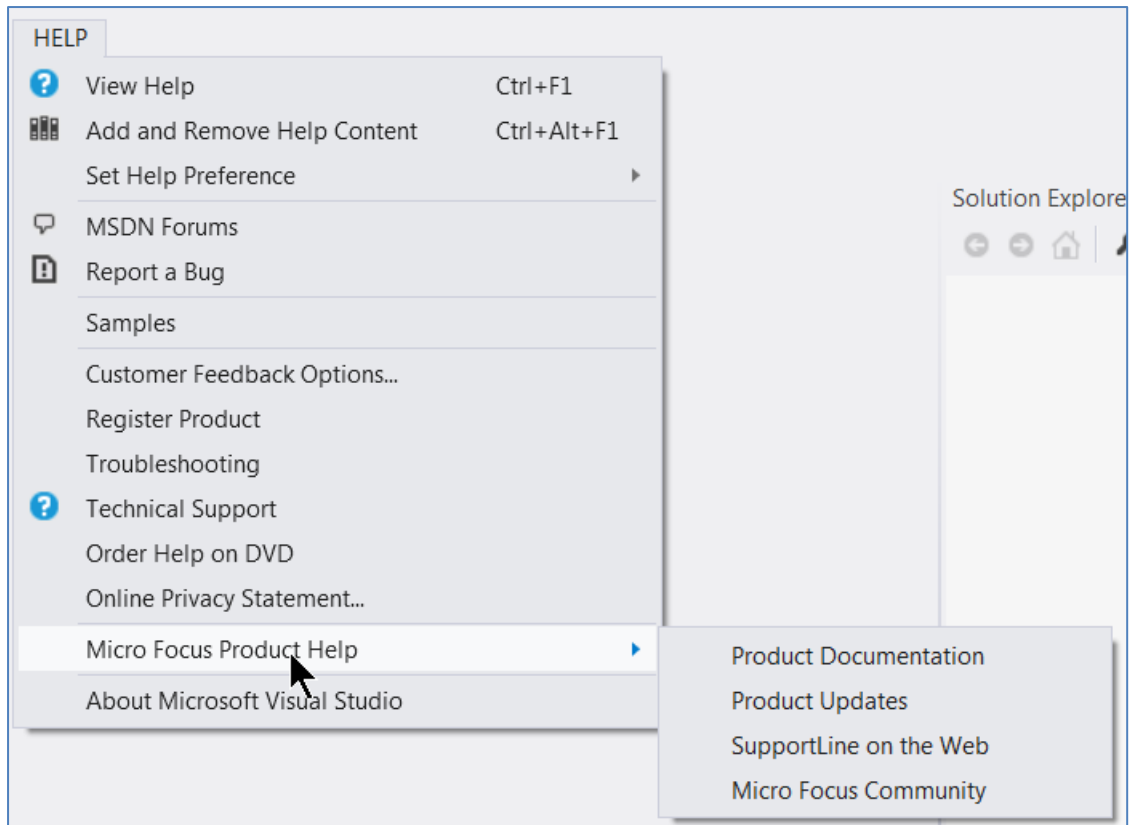 HELP
View Help Ctrl+F1
Add and Remove Help Content Ctrl+Alt+F1
Set Help Preference
MSDN Forums
Report a Bug
Samples
Customer Feedback Options...
Register Product
Troubleshooting
Technical Support
Order Help on DVD
Online Privacy Statement...
Micro Focus Product Help
About Microsoft Visual Studio
Solution Explore
Product Documentation
Product Updates
SupportLine on the Web
Micro Focus Community